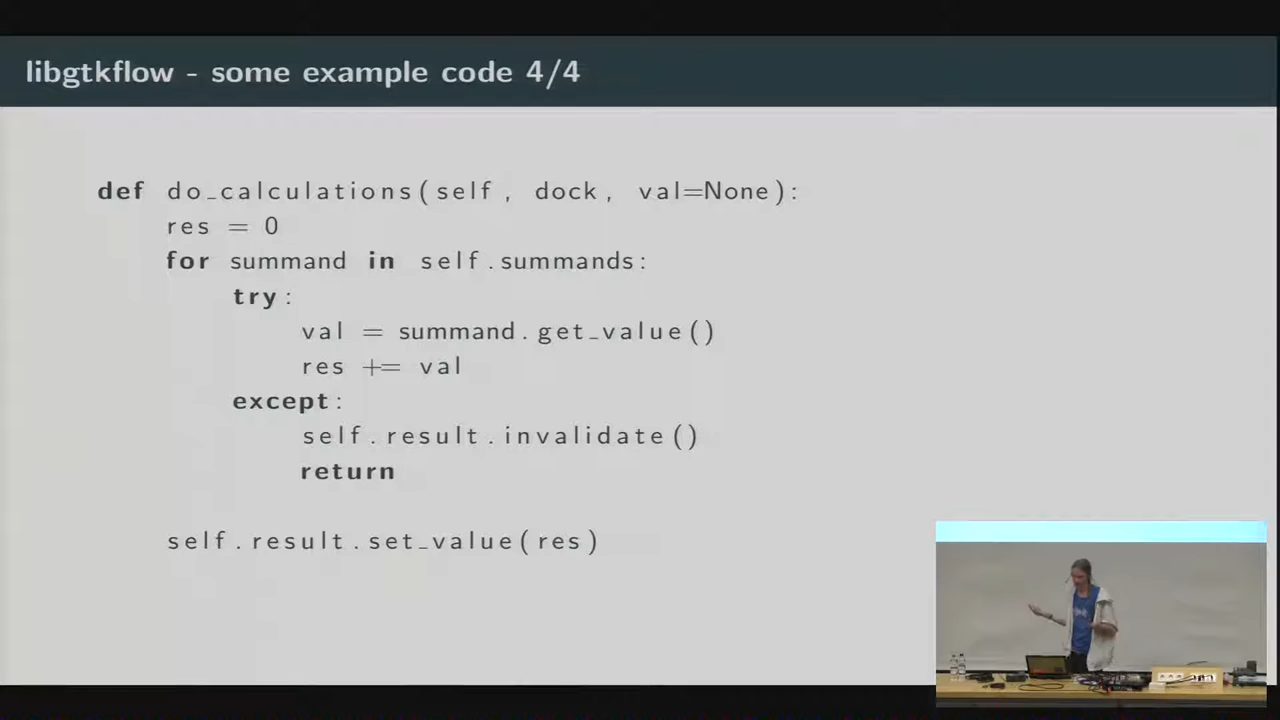 libgtkflow - some example code 4/4
def do_calculations(self, dock, val=None):
res = 0
for summand in self.summands:
try:
val = summand.get_value()
res += val
except:
self.result.invalidate()
return
self.result.set_value(res)